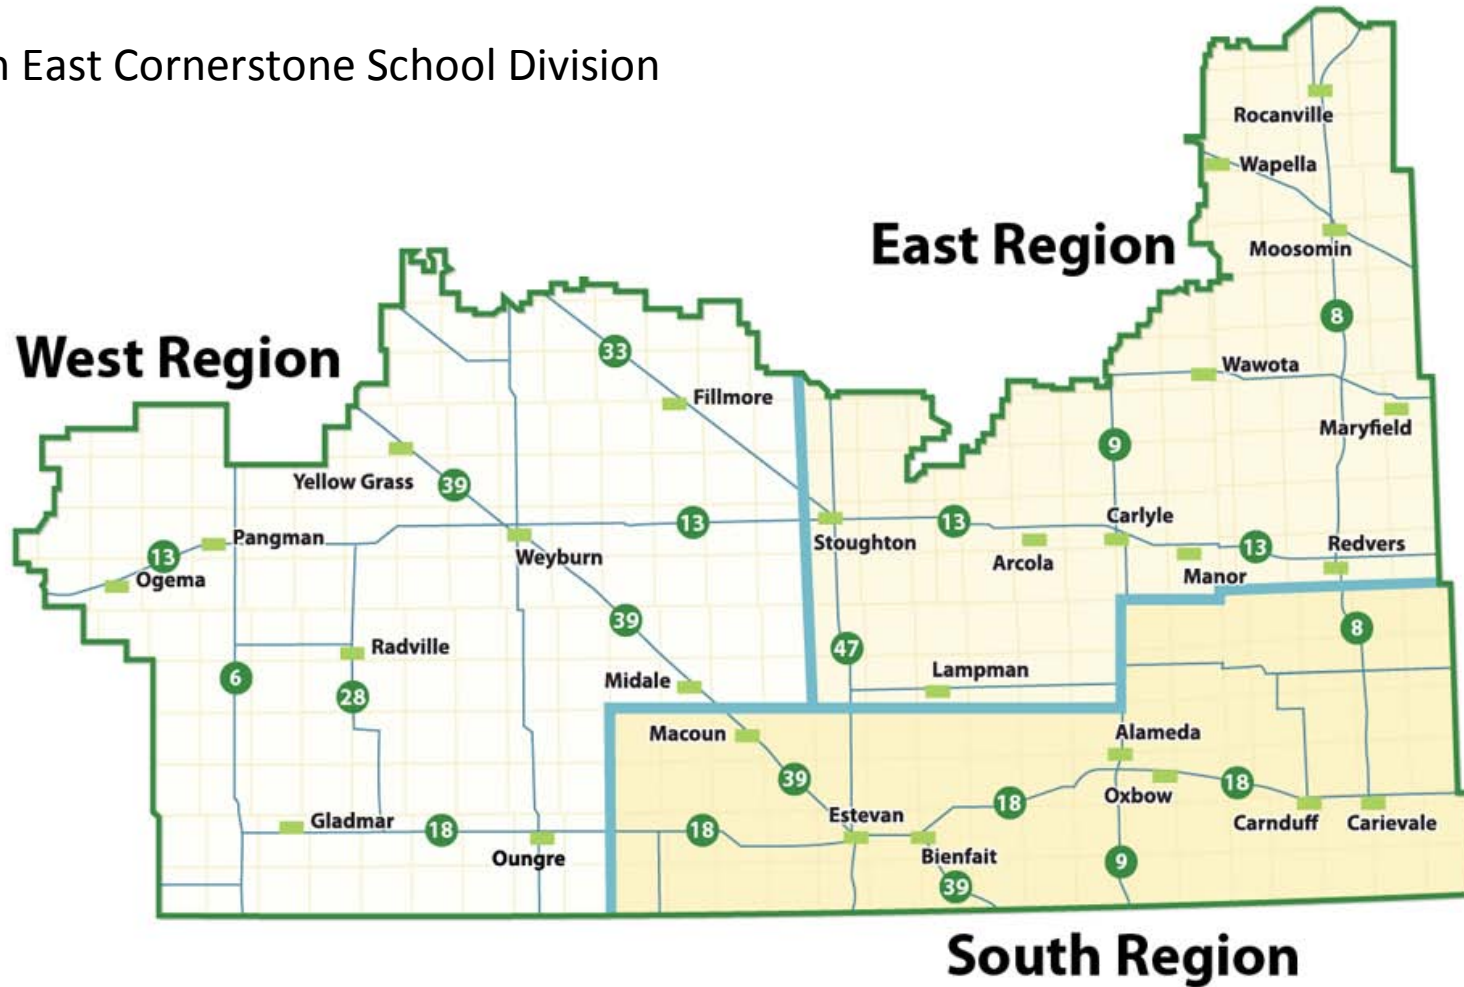 h East Cornerstone School Division
Rocanville
Wapella
East Region
Moosomin
8
West Region
33
Wawota
Fillmore
Maryfield
9
Yellow Grass
39
13
Stoughton
13
Carlyle
Pangman
13
Weyburn
Arcola
13
Redvers
Ogema
Manor
39
8
47
Radville
Lampman
6
Midale
28
Macoun
Alameda
39
18
Oxbow
18
Estevan
Gladmar
18
Oungre
18
Carnduff
Carievale
Bienfait
9
39
South Region